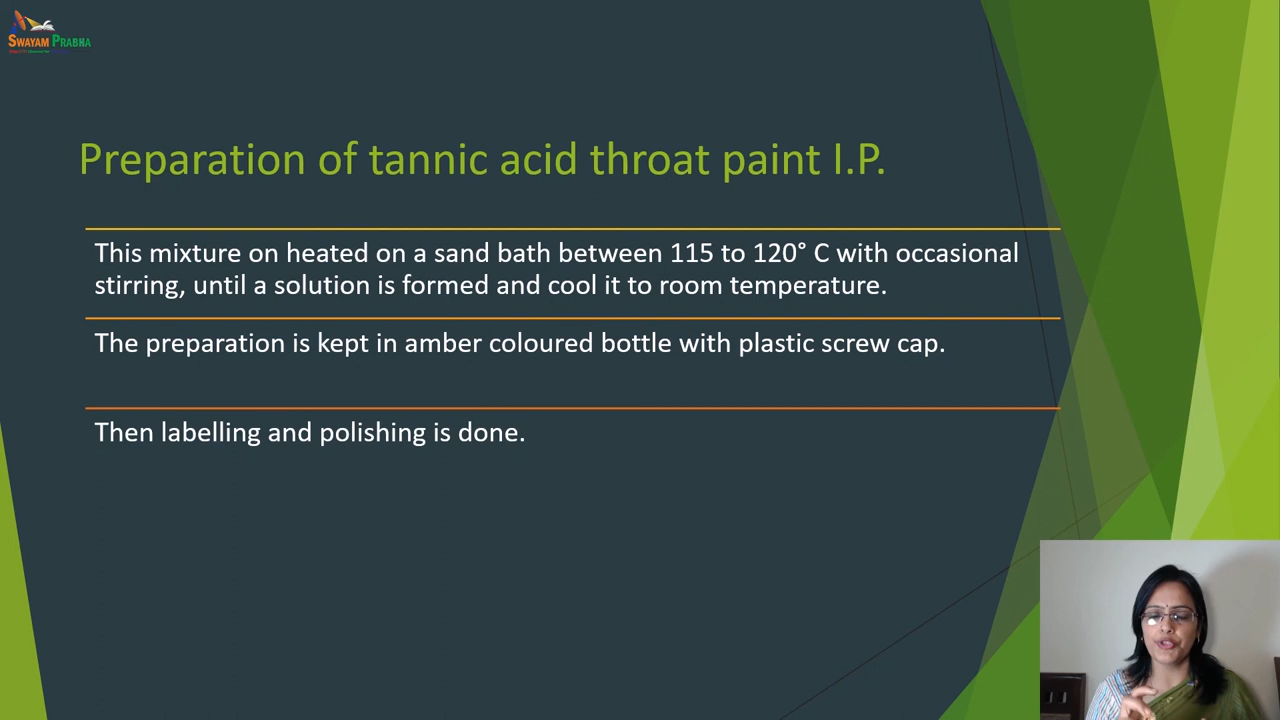 SWAYAM PRABHA
Preparation of tannic acid throat paint I.P.
This mixture on heated on a sand bath between 115 to 120° C with occasional
stirring, until a solution is formed and cool it to room temperature.
The preparation is kept in amber coloured bottle with plastic screw cap.
Then labelling and polishing is done.